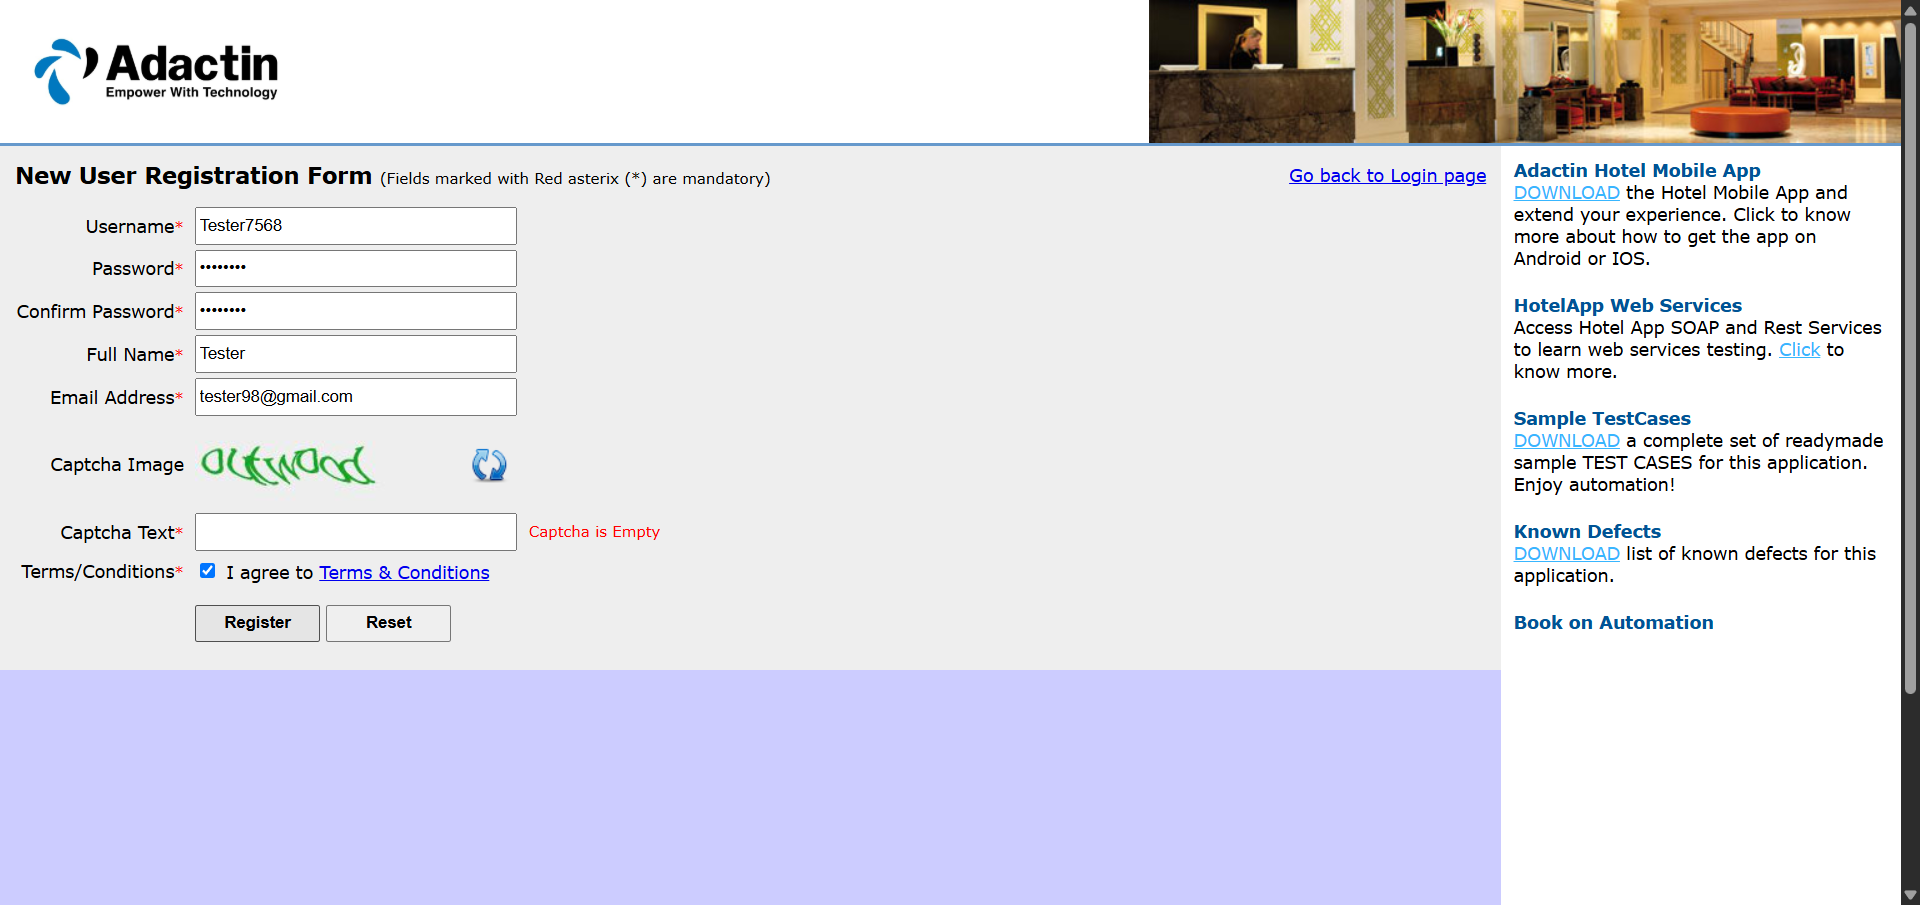 Adactin
Empower With Technology
New User Registration Form (Fields marked with Red asterix (*) are mandatory)
Go back to Login page
Username* Tester7568
Password* ••••••••
Confirm Password* ••••••••
Full Name* Tester
Email Address* tester98@gmail.com
Captcha Image
Captcha Text* Captcha is Empty
Terms/Conditions* I agree to Terms & Conditions
Register Reset
Adactin Hotel Mobile App
DOWNLOAD the Hotel Mobile App and
extend your experience. Click to know
more about how to get the app on
Android or IOS.
HotelApp Web Services
Access Hotel App SOAP and Rest Services
to learn web services testing. Click to
know more.
Sample TestCases
DOWNLOAD a complete set of readymade
sample TEST CASES for this application.
Enjoy automation!
Known Defects
DOWNLOAD list of known defects for this
application.
Book on Automation